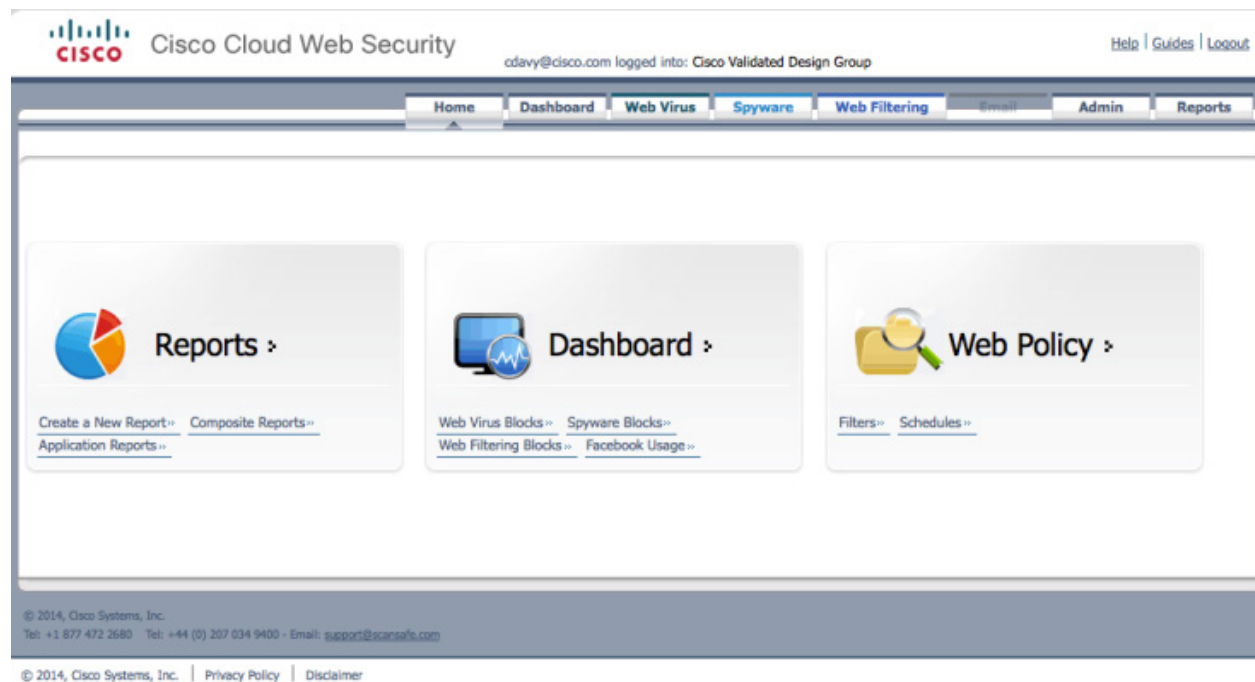 CISCO
Cisco Cloud Web Security
cdavy@cisco.com logged into: Cisco Validated Design Group
Help | Guides | Logout
Home Dashboard Web Virus Spyware Web Filtering Email Admin Reports
Reports
Create a New Report» Composite Reports»
Application Reports»
Dashboard
Web Virus Blocks» Spyware Blocks»
Web Filtering Blocks» Facebook Usage»
Web Policy
Filters» Schedules»
© 2014, Cisco Systems, Inc.
Tel: +1 877 472 2680 Tel: +44 (0) 207 034 9400 - Email: support@scansafe.com
© 2014, Cisco Systems, Inc. | Privacy Policy | Disclaimer